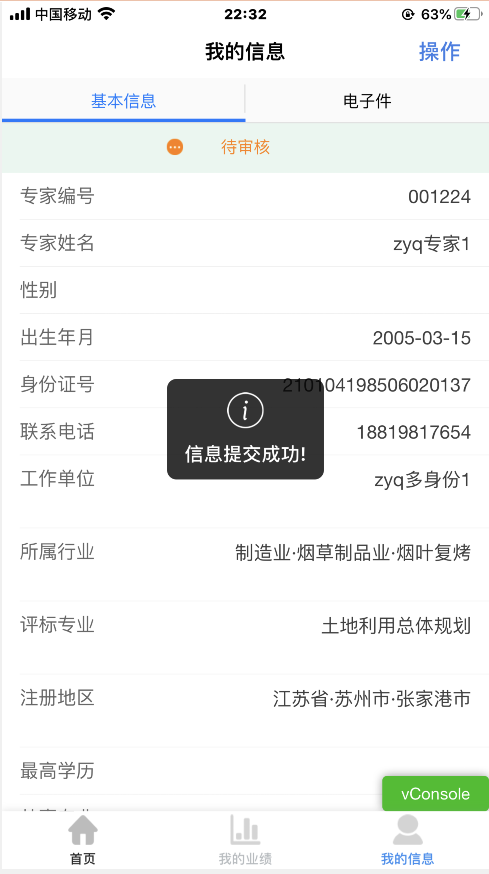 中国移动 22:32 63%
我的信息 操作
基本信息 电子件
待审核
专家编号 001224
专家姓名 zyq专家1
性别
出生年月 2005-03-15
身份证号 210104198506020137
联系电话 18819817654
信息提交成功!
工作单位 zyq多身份1
所属行业 制造业·烟草制品业·烟叶复烤
评标专业 土地利用总体规划
注册地区 江苏省·苏州市·张家港市
最高学历
vConsole
首页 我的业绩 我的信息